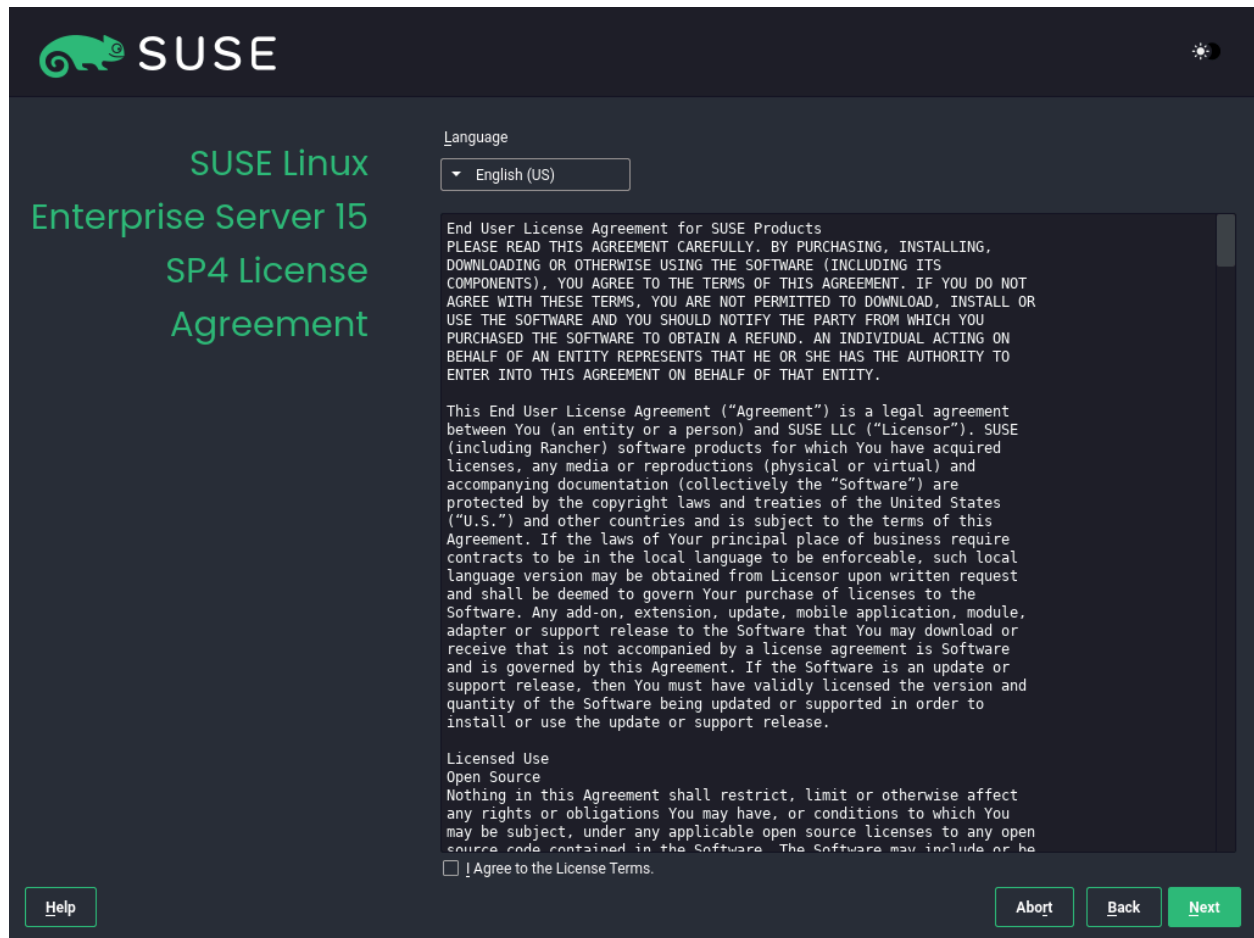 SUSE
SUSE Linux
Enterprise Server 15
SP4 License
Agreement
Language
English (US)
End User License Agreement for SUSE Products
PLEASE READ THIS AGREEMENT CAREFULLY. BY PURCHASING, INSTALLING,
DOWNLOADING OR OTHERWISE USING THE SOFTWARE (INCLUDING ITS
COMPONENTS), YOU AGREE TO THE TERMS OF THIS AGREEMENT. IF YOU DO NOT
AGREE WITH THESE TERMS, YOU ARE NOT PERMITTED TO DOWNLOAD, INSTALL OR
USE THE SOFTWARE AND YOU SHOULD NOTIFY THE PARTY FROM WHICH YOU
PURCHASED THE SOFTWARE TO OBTAIN A REFUND. AN INDIVIDUAL ACTING ON
BEHALF OF AN ENTITY REPRESENTS THAT HE OR SHE HAS THE AUTHORITY TO
ENTER INTO THIS AGREEMENT ON BEHALF OF THAT ENTITY.
This End User License Agreement (“Agreement”) is a legal agreement
between You (an entity or a person) and SUSE LLC (“Licensor”). SUSE
(including Rancher) software products for which You have acquired
licenses, any media or reproductions (physical or virtual) and
accompanying documentation (collectively the “Software”) are
protected by the copyright laws and treaties of the United States
(“U.S.”) and other countries and is subject to the terms of this
Agreement. If the laws of Your principal place of business require
contracts to be in the local language to be enforceable, such local
language version may be obtained from Licensor upon written request
and shall be deemed to govern Your purchase of licenses to the
Software. Any add-on, extension, update, mobile application, module,
adapter or support release to the Software that You may download or
receive that is not accompanied by a license agreement is Software
and is governed by this Agreement. If the Software is an update or
support release, then You must have validly licensed the version and
quantity of the Software being updated or supported in order to
install or use the update or support release.
Licensed Use
Open Source
Nothing in this Agreement shall restrict, limit or otherwise affect
any rights or obligations You may have, or conditions to which You
may be subject, under any applicable open source licenses to any open
source code contained in the Software. The Software may include or be
I Agree to the License Terms.
Help
Abort
Back
Next